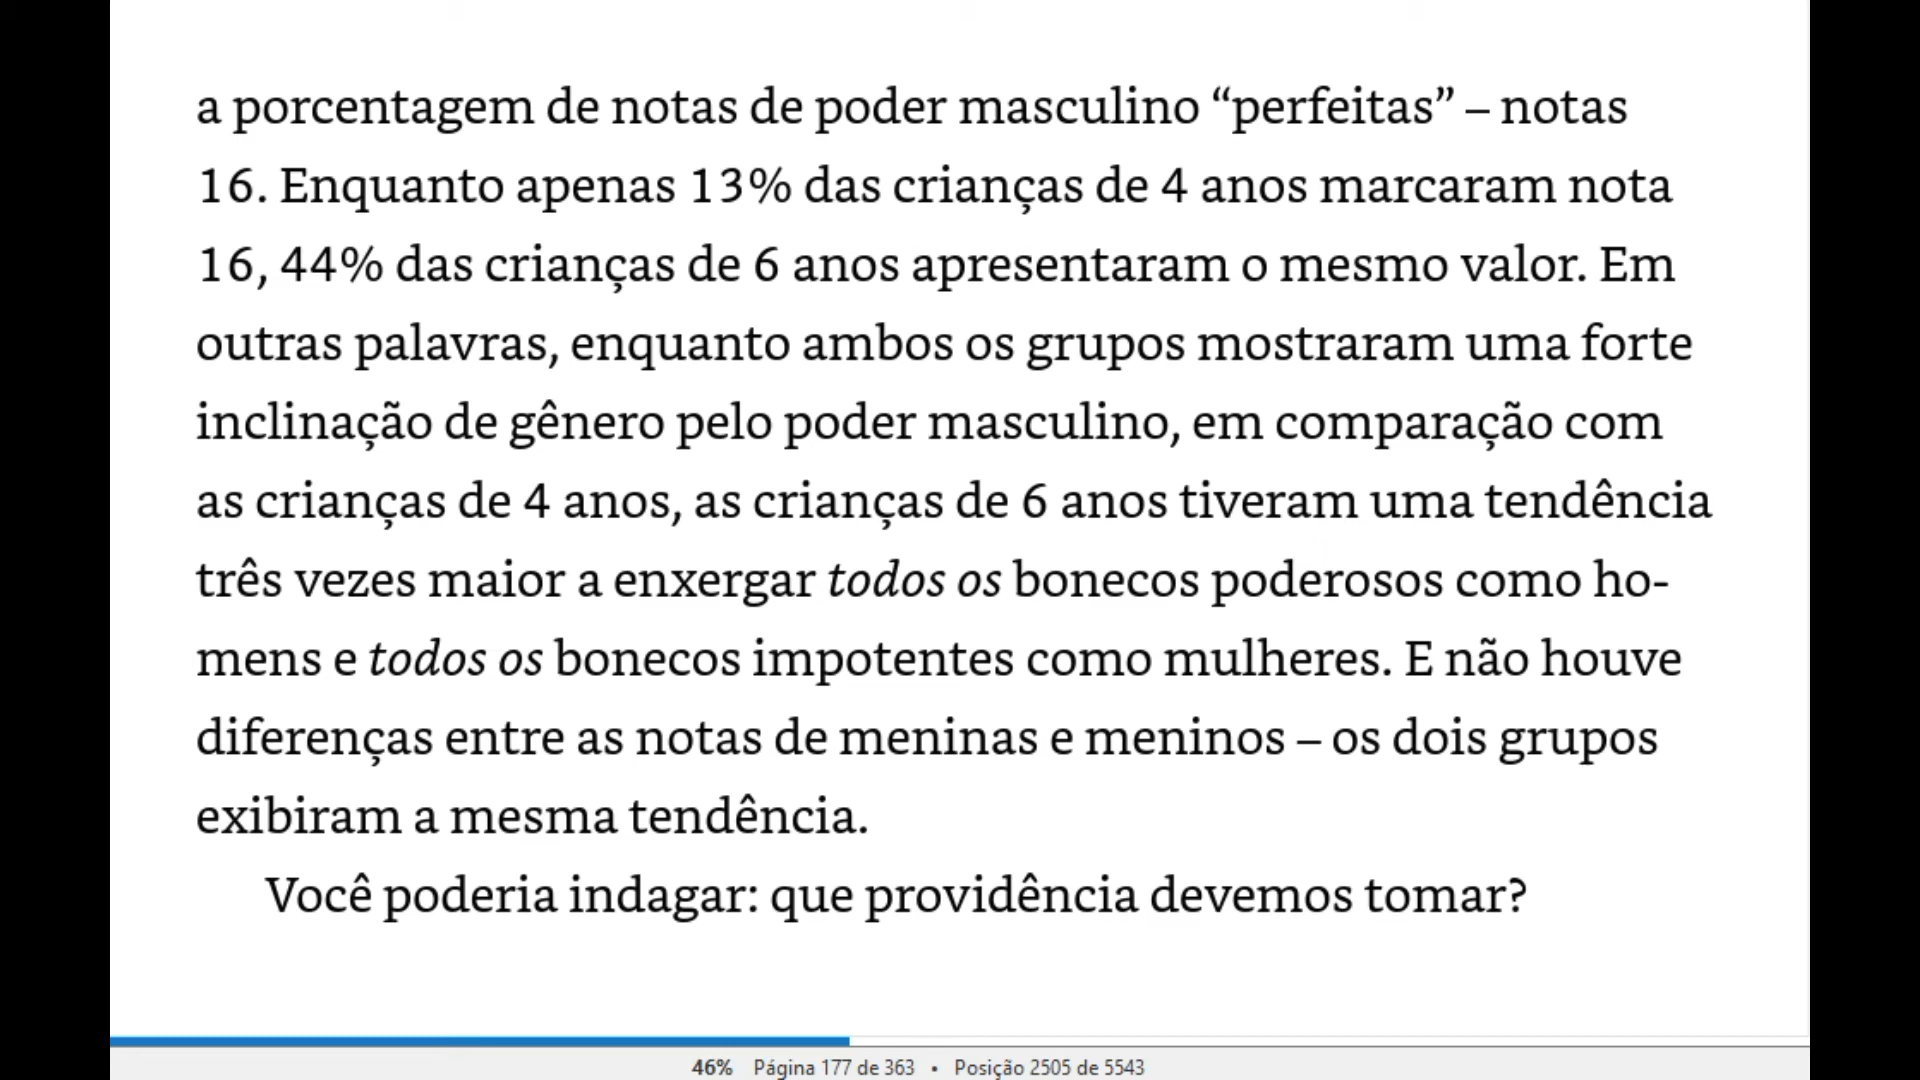 a porcentagem de notas de poder masculino “perfeitas” – notas
16. Enquanto apenas 13% das crianças de 4 anos marcaram nota
16, 44% das crianças de 6 anos apresentaram o mesmo valor. Em
outras palavras, enquanto ambos os grupos mostraram uma forte
inclinação de gênero pelo poder masculino, em comparação com
as crianças de 4 anos, as crianças de 6 anos tiveram uma tendência
três vezes maior a enxergar todos os bonecos poderosos como ho-
mens e todos os bonecos impotentes como mulheres. E não houve
diferenças entre as notas de meninas e meninos – os dois grupos
exibiram a mesma tendência.
Você poderia indagar: que providência devemos tomar?
46% Página 177 de 363 • Posição 2505 de 5543